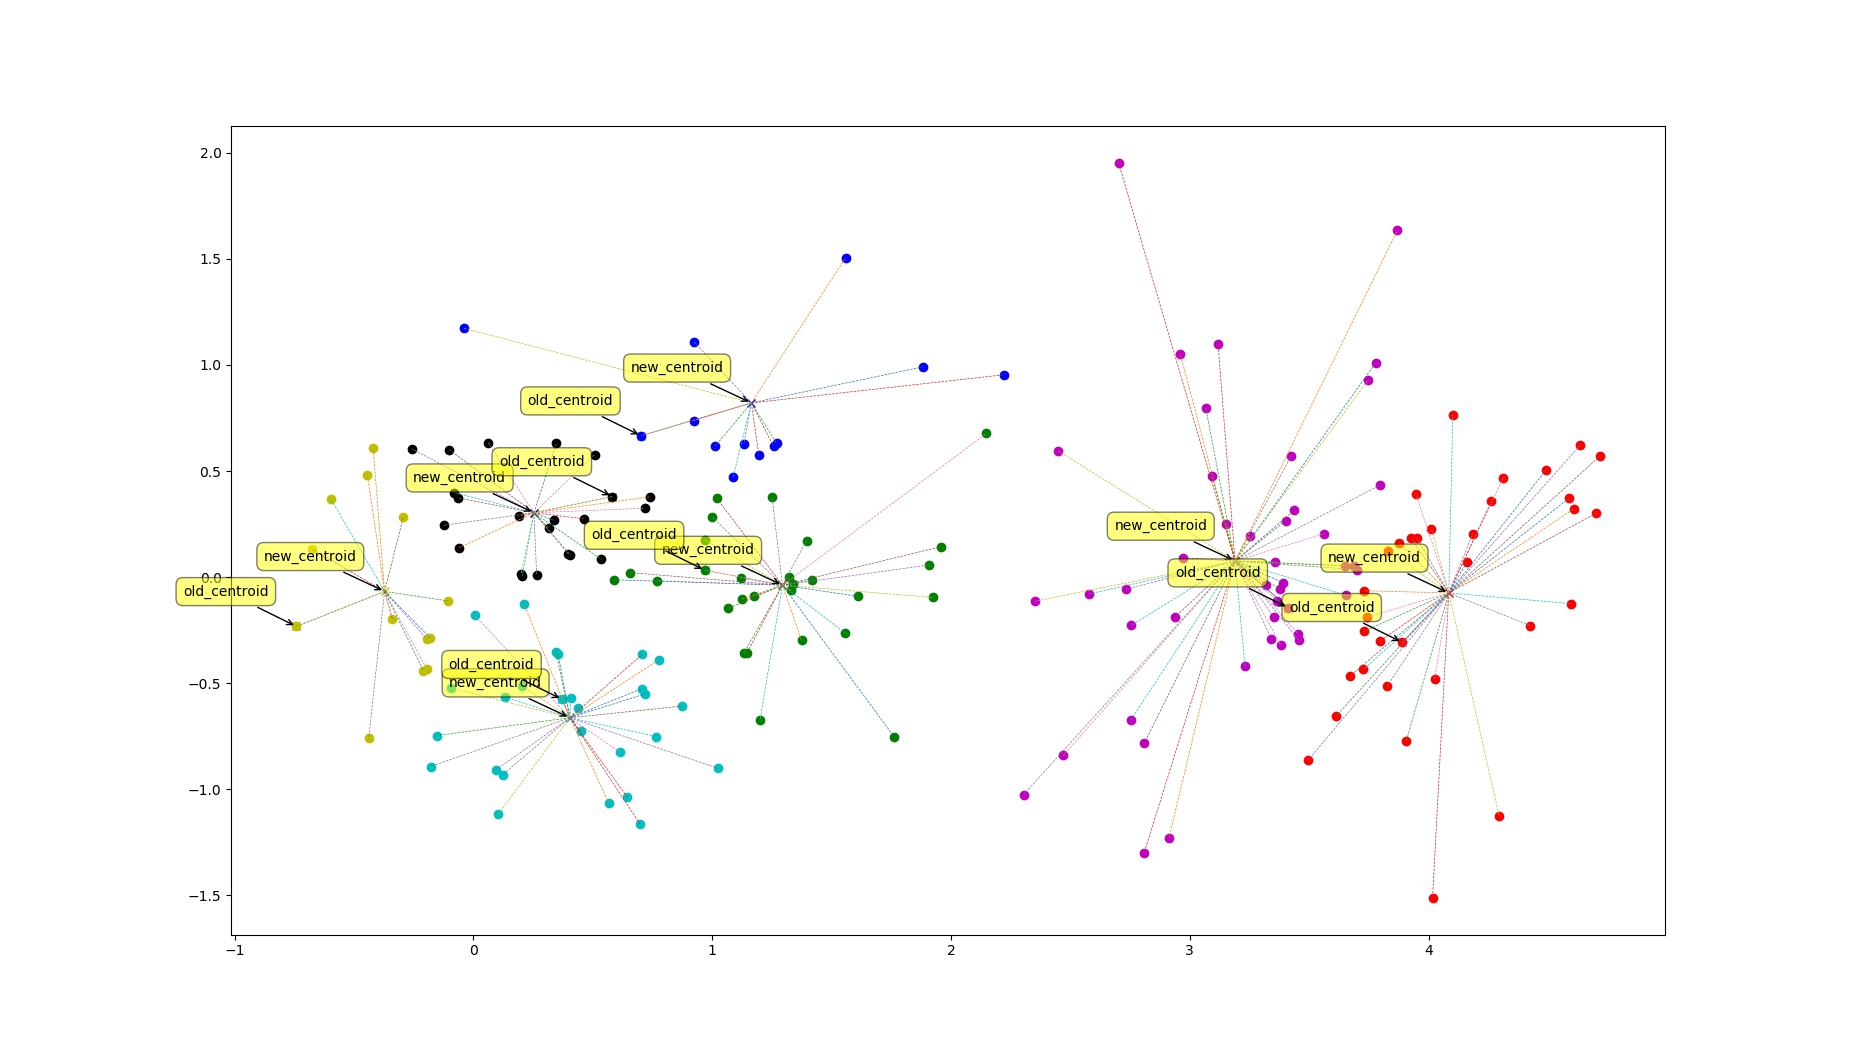 2.0
1.5
1.0
new_centroid
old_centroid
0.5
old_centroid
new_centroid
old_centroid
new_centroid
new_centroid
new_centroid
new_centroid
0.0
old_centroid
old_centroid
old_centroid
old_centroid
new_centroid
−0.5
−1.0
−1.5
−1 0 1 2 3 4